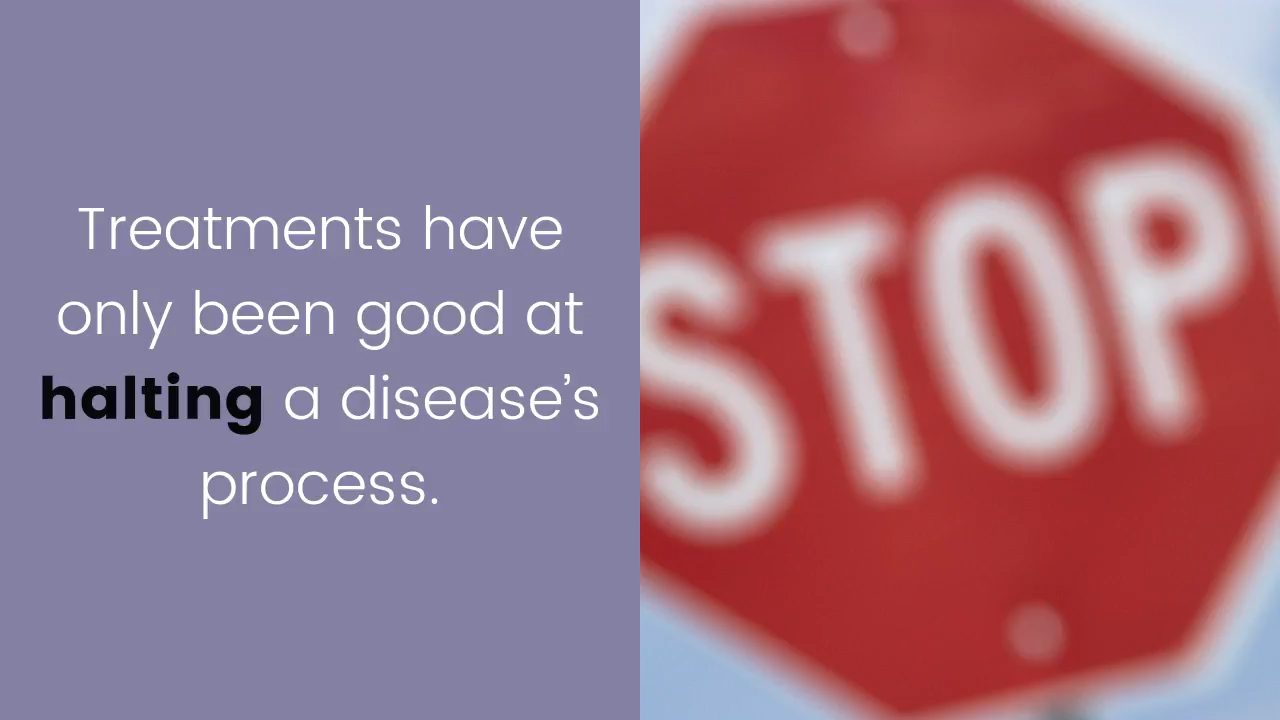 Treatments have
only been good at
halting a disease’s
process.
STOP